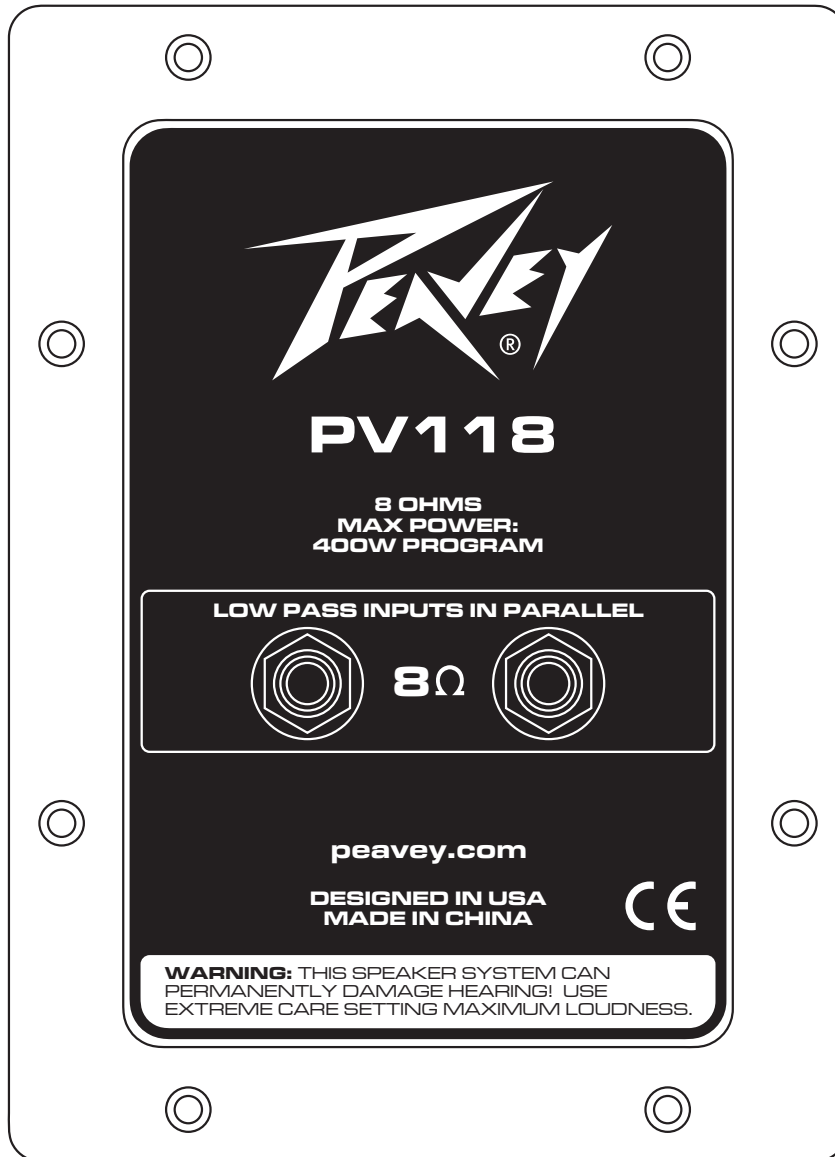 PEAVEY®
PV118
8 OHMS
MAX POWER:
400W PROGRAM
LOW PASS INPUTS IN PARALLEL
8Ω
peavey.com
DESIGNED IN USA
MADE IN CHINA
CE
WARNING: THIS SPEAKER SYSTEM CAN
PERMANENTLY DAMAGE HEARING! USE
EXTREME CARE SETTING MAXIMUM LOUDNESS.